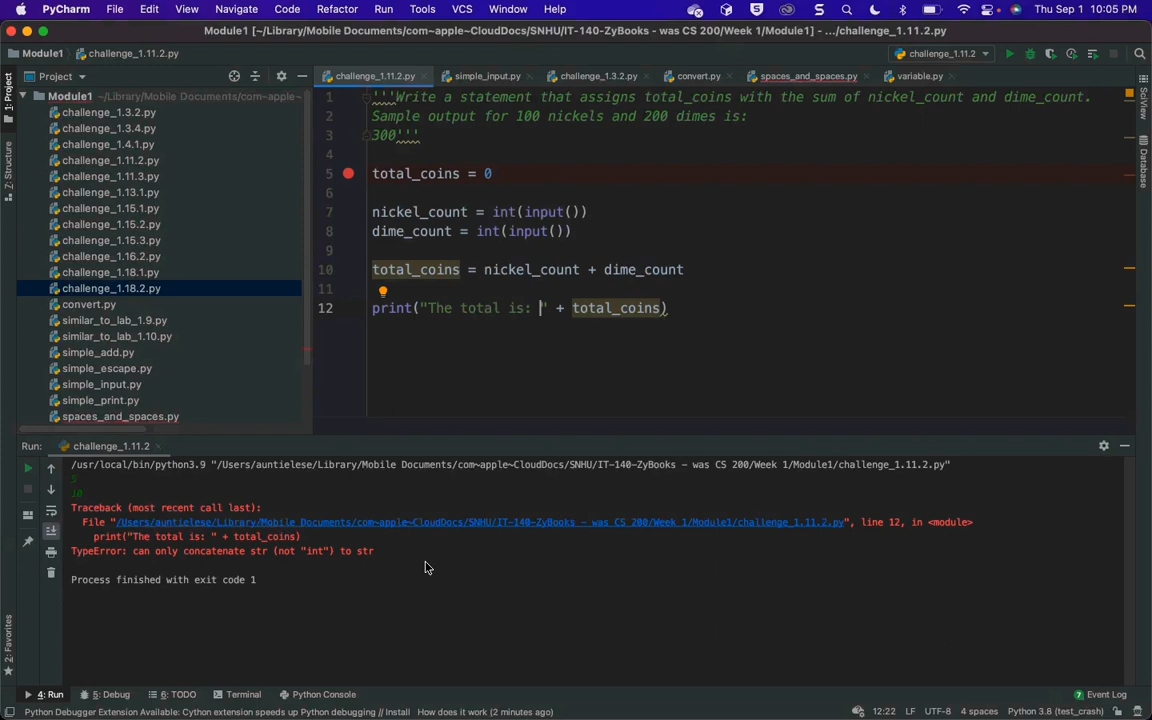 PyCharm File Edit View Navigate Code Refactor Run Tools VCS Window Help Thu Sep 1 10:05 PM
Module1 [~/Library/Mobile Documents/com~apple~CloudDocs/SNHU/IT-140-ZyBooks - was CS 200/Week 1/Module1] - .../challenge_1.11.2.py
Module1 challenge_1.11.2.py challenge_1.11.2
Project challenge_1.11.2.py simple_input.py challenge_1.3.2.py convert.py spaces_and_spaces.py variable.py
1: Project
Z: Structure
2: Favorites
SciView
Database
Module1 ~/Library/Mobile Documents/com~apple~
challenge_1.3.2.py
challenge_1.3.4.py
challenge_1.4.1.py
challenge_1.11.2.py
challenge_1.11.3.py
challenge_1.13.1.py
challenge_1.15.1.py
challenge_1.15.2.py
challenge_1.15.3.py
challenge_1.16.2.py
challenge_1.18.1.py
challenge_1.18.2.py
convert.py
similar_to_lab_1.9.py
similar_to_lab_1.10.py
simple_add.py
simple_escape.py
simple_input.py
simple_print.py
spaces_and_spaces.py
1 '''Write a statement that assigns total_coins with the sum of nickel_count and dime_count.
2 Sample output for 100 nickels and 200 dimes is:
3 300'''
4
5 total_coins = 0
6
7 nickel_count = int(input())
8 dime_count = int(input())
9
10 total_coins = nickel_count + dime_count
11
12 print("The total is: " + total_coins)
Run: challenge_1.11.2
/usr/local/bin/python3.9 "/Users/auntielese/Library/Mobile Documents/com~apple~CloudDocs/SNHU/IT-140-ZyBooks - was CS 200/Week 1/Module1/challenge_1.11.2.py"
5
10
Traceback (most recent call last):
File "/Users/auntielese/Library/Mobile Documents/com~apple~CloudDocs/SNHU/IT-140-ZyBooks - was CS 200/Week 1/Module1/challenge_1.11.2.py", line 12, in <module>
print("The total is: " + total_coins)
TypeError: can only concatenate str (not "int") to str
Process finished with exit code 1
4: Run 5: Debug 6: TODO Terminal Python Console 7 Event Log
Python Debugger Extension Available: Cython extension speeds up Python debugging // Install How does it work (2 minutes ago) 12:22 LF UTF-8 4 spaces Python 3.8 (test_crash)